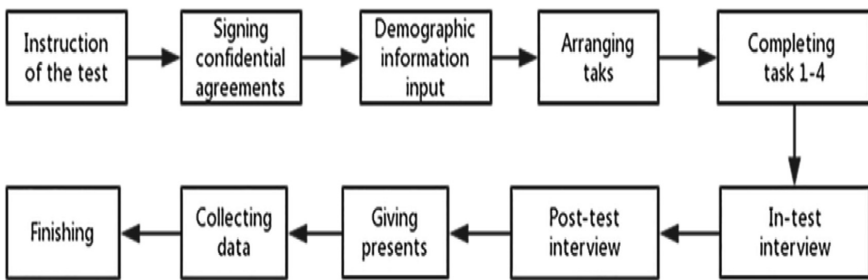 Instruction
of the test
Signing
confidential
agreements
Demographic
information
input
Arranging
taks
Completing
task 1-4
Finishing
Collecting
data
Giving
presents
Post-test
interview
In-test
interview